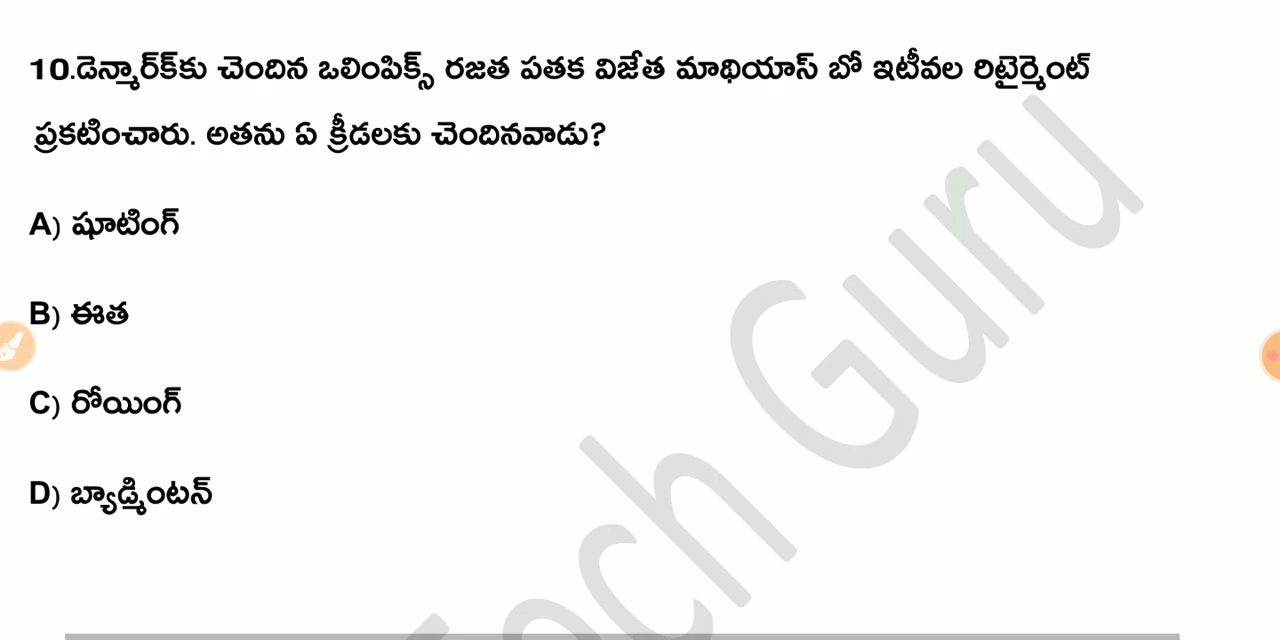 10.డెన్మార్క్‌కు చెందిన ఒలింపిక్స్ రజత పతక విజేత మాథియాస్ బో ఇటీవల రిటైర్మెంట్
ప్రకటించారు. అతను ఏ క్రీడలకు చెందినవాడు?
A) షూటింగ్
B) ఈత
C) రోయింగ్
D) బ్యాడ్మింటన్
Tech Guru